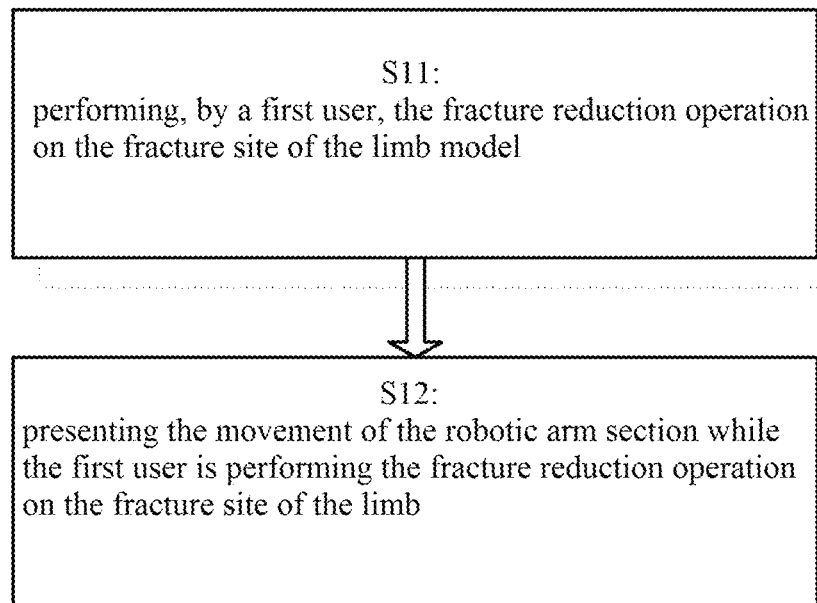 S11:
performing, by a first user, the fracture reduction operation
on the fracture site of the limb model
S12:
presenting the movement of the robotic arm section while
the first user is performing the fracture reduction operation
on the fracture site of the limb